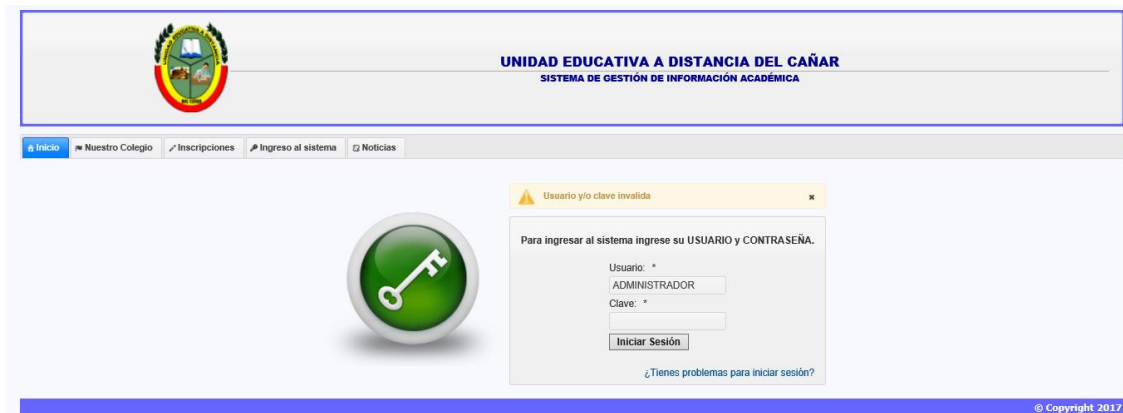 UNIDAD EDUCATIVA A DISTANCIA DEL CAÑAR
SISTEMA DE GESTIÓN DE INFORMACIÓN ACADÉMICA
Inicio
Nuestro Colegio
Inscripciones
Ingreso al sistema
Noticias
Usuario y/o clave invalida
Para ingresar al sistema ingrese su USUARIO y CONTRASEÑA.
Usuario: *
ADMINISTRADOR
Clave: *
Iniciar Sesión
¿Tienes problemas para iniciar sesión?
© Copyright 2017